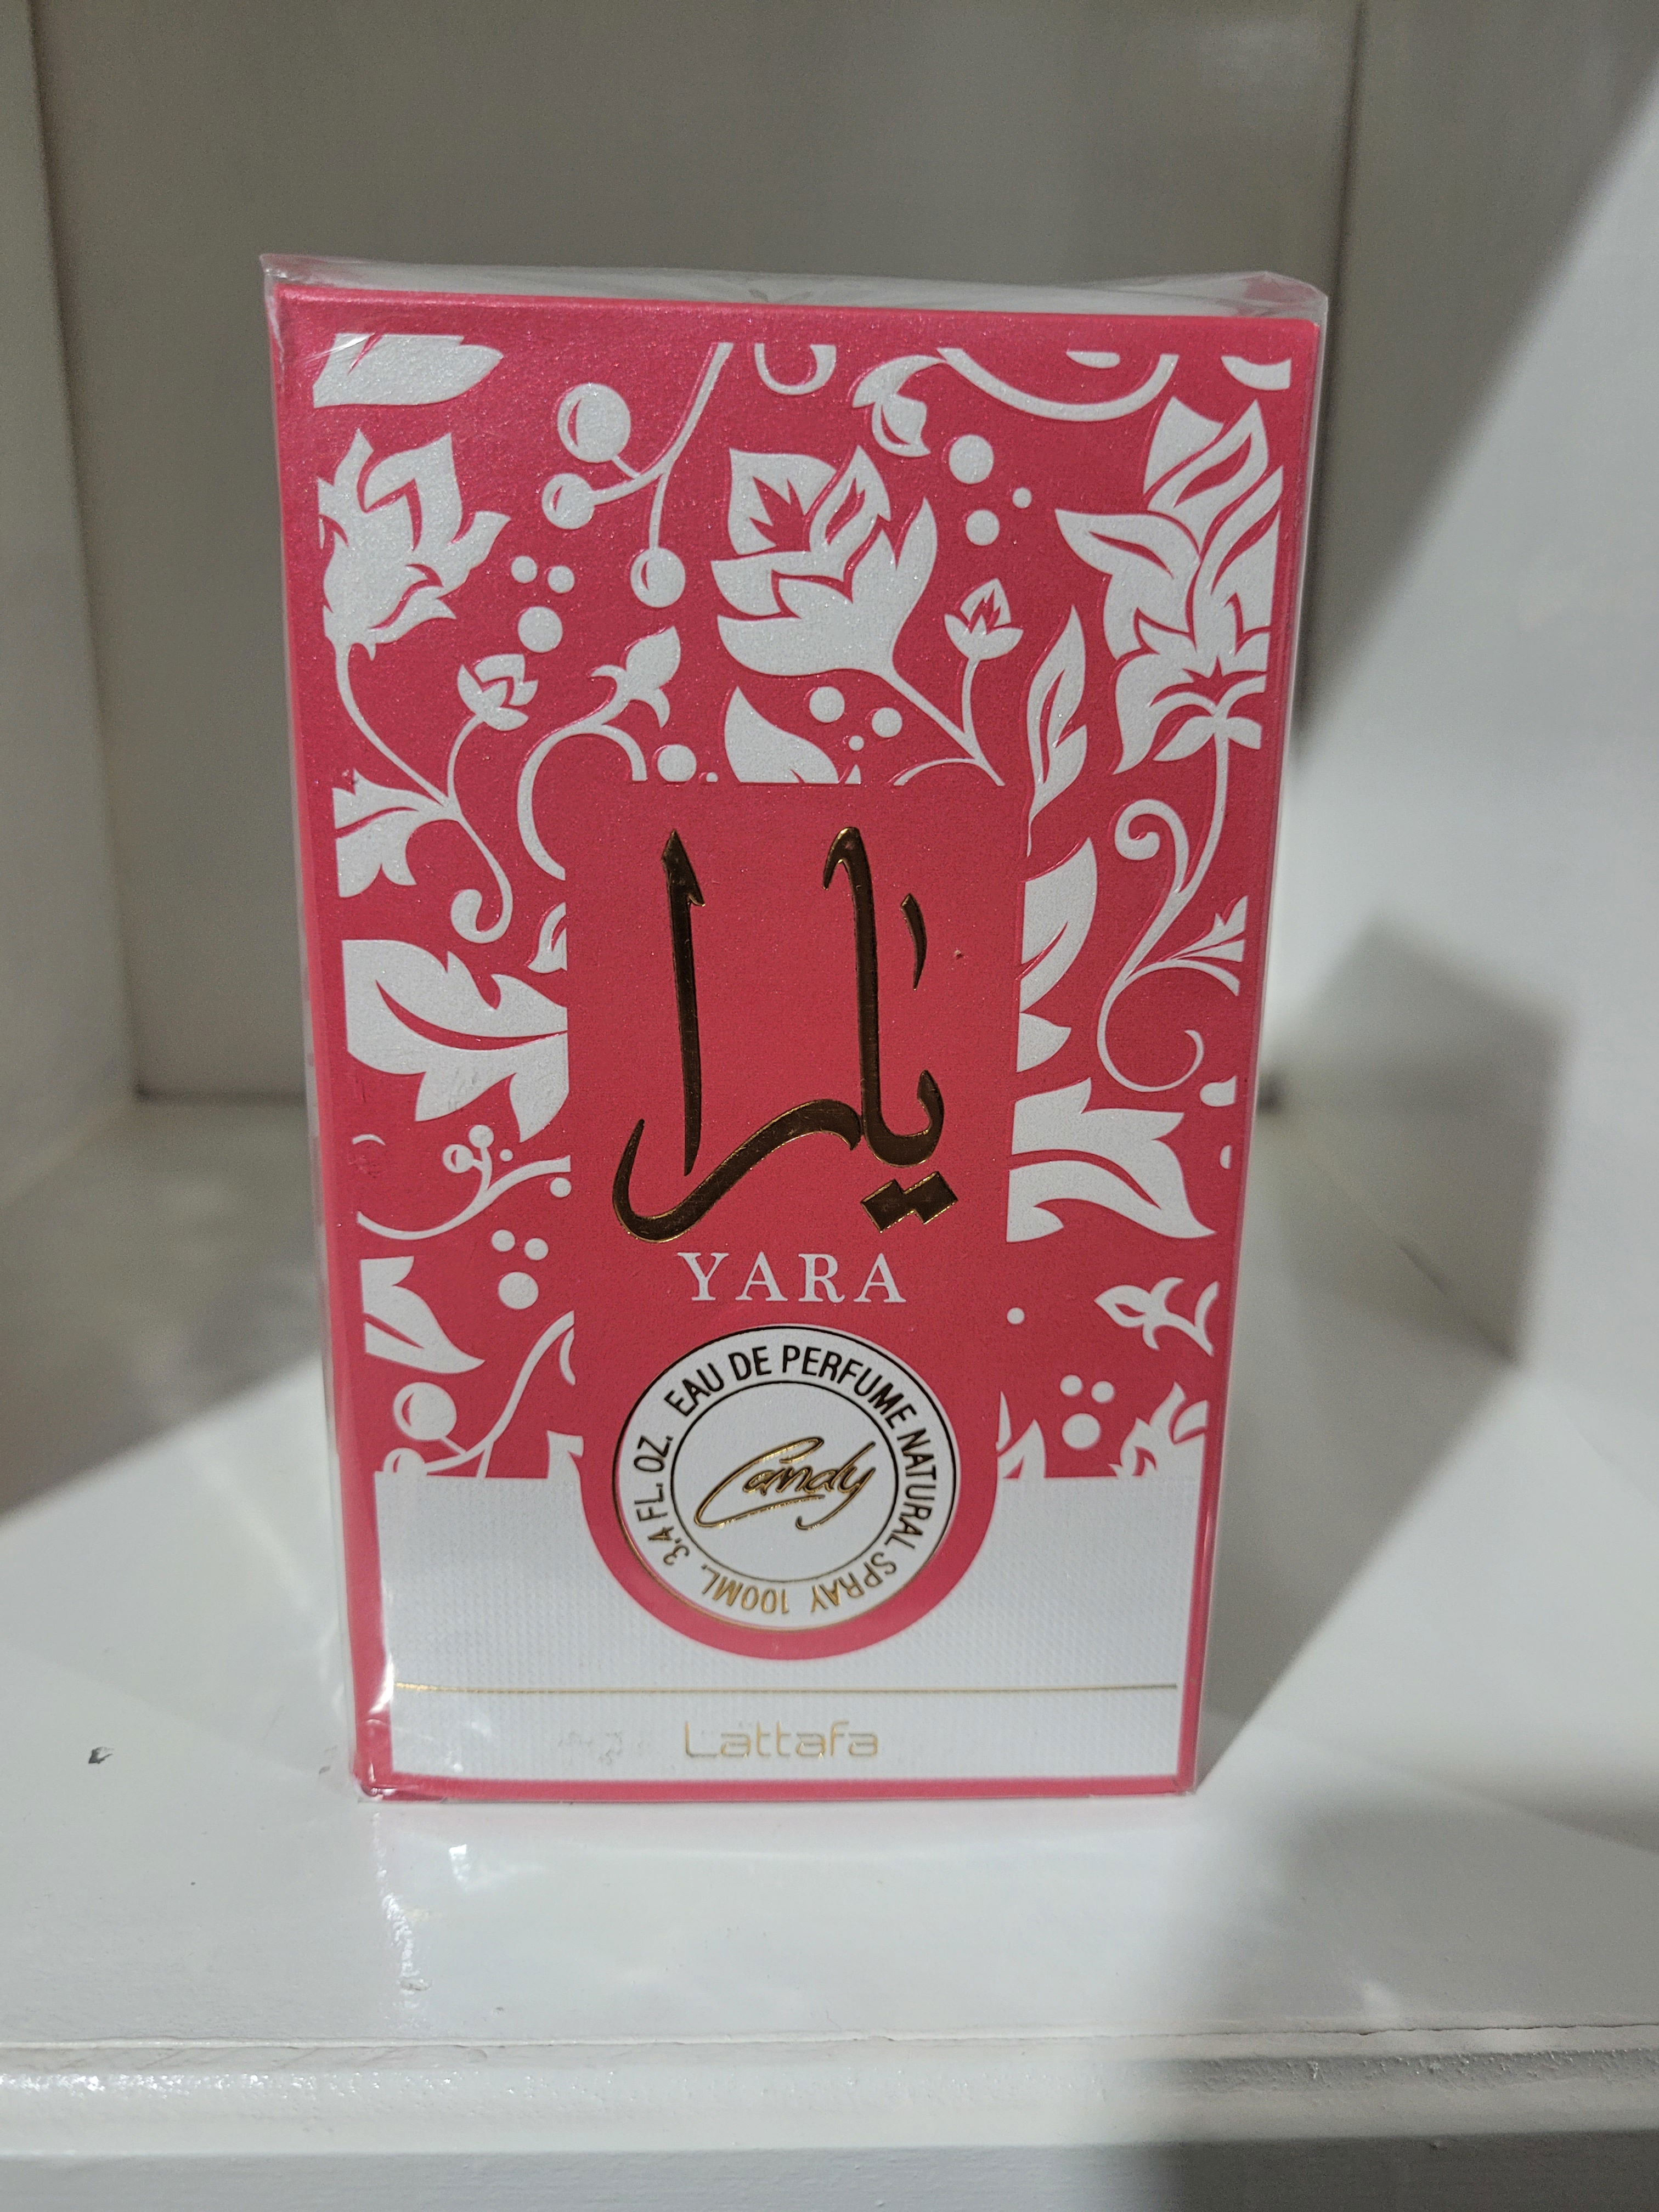 يارا
YARA
EAU DE PERFUME NATURAL SPRAY 100ML. 3,4 FL. OZ.
Candy
Lattafa